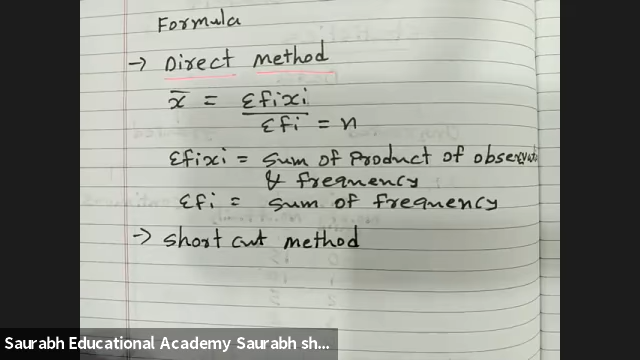 Formula
→ Direct method
x̄ = Σfixi
Σfi = n
Σfixi = sum of product of
& frequency
Σfi = sum of frequency
→ short cut method
Saurabh Educational Academy Saurabh sh...